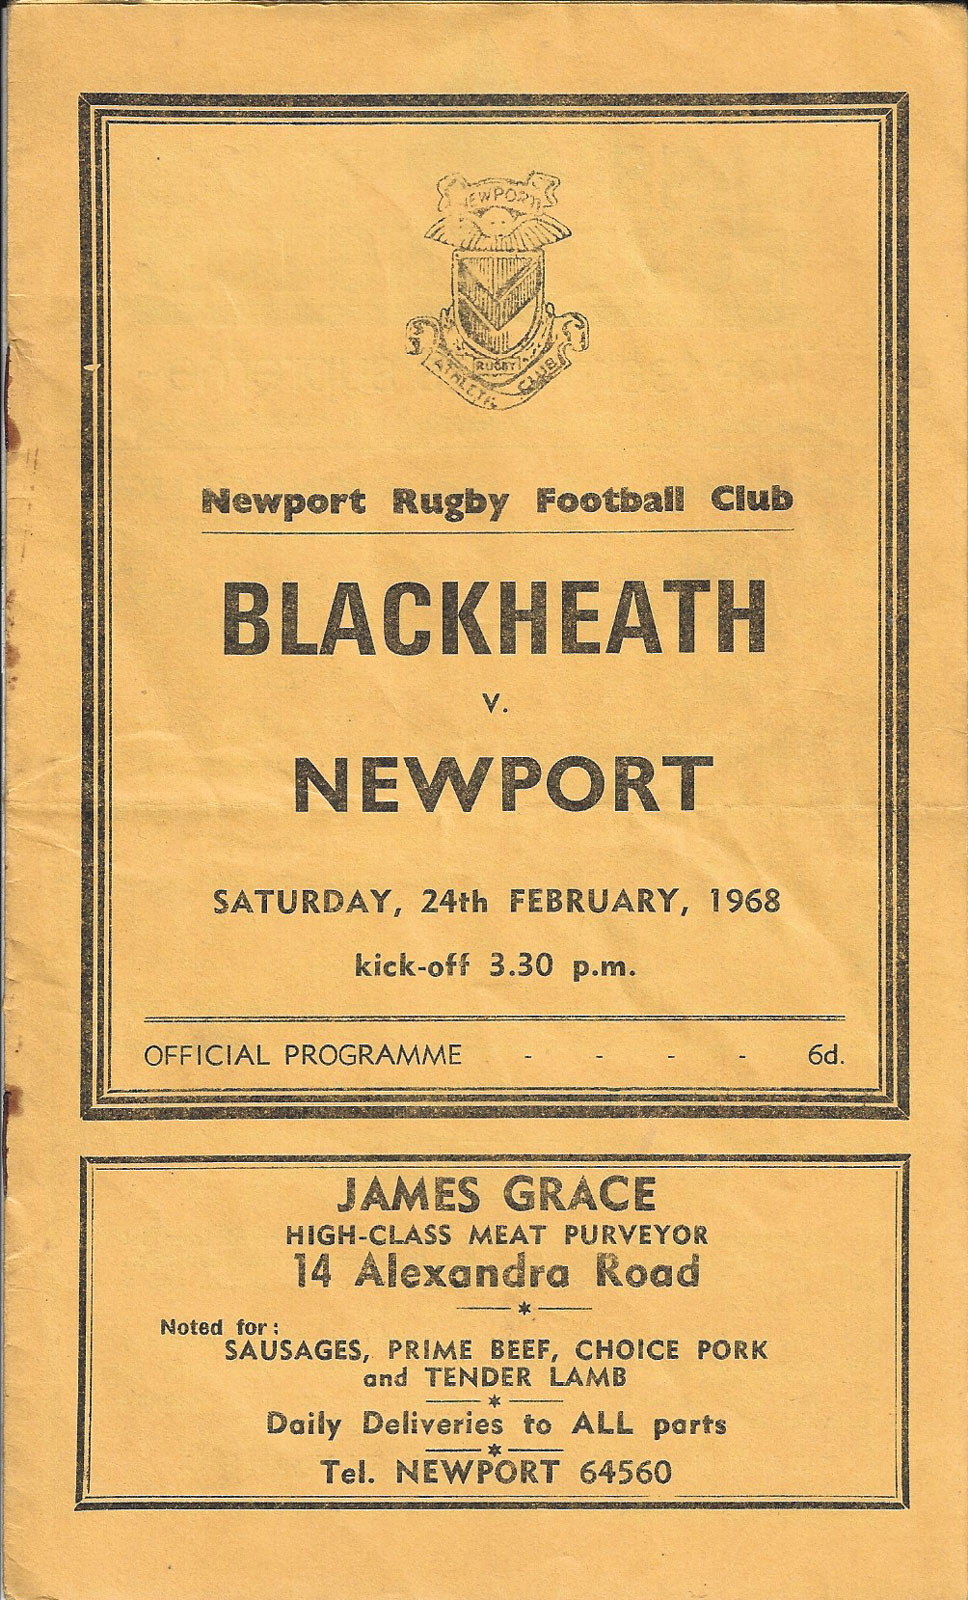 NEWPORT
RUGBY
ATHLETIC CLUB
Newport Rugby Football Club
BLACKHEATH
v.
NEWPORT
SATURDAY, 24th FEBRUARY, 1968
kick-off 3.30 p.m.
OFFICIAL PROGRAMME - - - - 6d.
JAMES GRACE
HIGH-CLASS MEAT PURVEYOR
14 Alexandra Road
Noted for:
SAUSAGES, PRIME BEEF, CHOICE PORK
and TENDER LAMB
Daily Deliveries to ALL parts
Tel. NEWPORT 64560